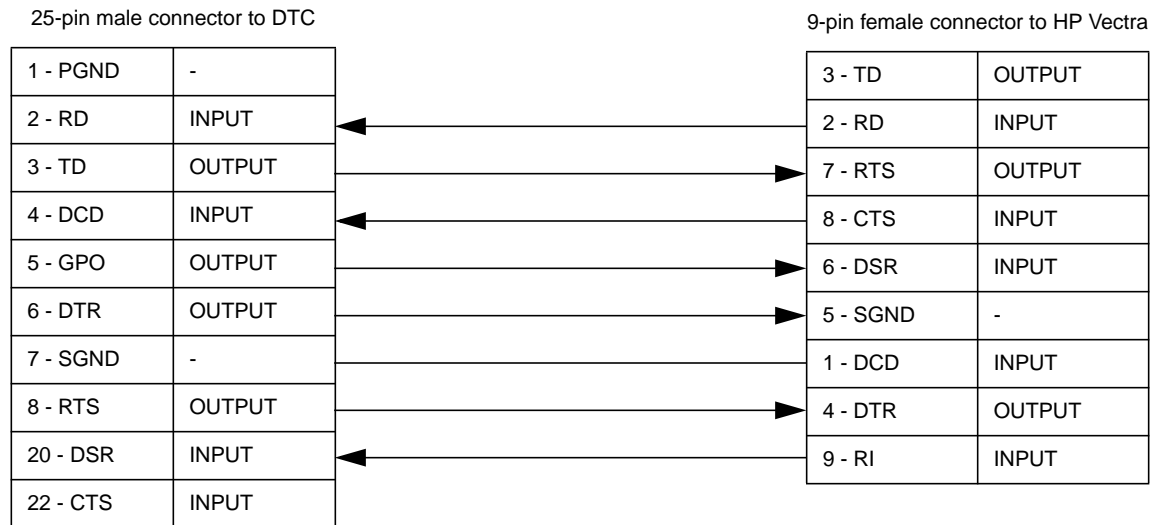 25-pin male connector to DTC
1 - PGND -
2 - RD INPUT
3 - TD OUTPUT
4 - DCD INPUT
5 - GPO OUTPUT
6 - DTR OUTPUT
7 - SGND -
8 - RTS OUTPUT
20 - DSR INPUT
22 - CTS INPUT
9-pin female connector to HP Vectra
3 - TD OUTPUT
2 - RD INPUT
7 - RTS OUTPUT
8 - CTS INPUT
6 - DSR INPUT
5 - SGND -
1 - DCD INPUT
4 - DTR OUTPUT
9 - RI INPUT